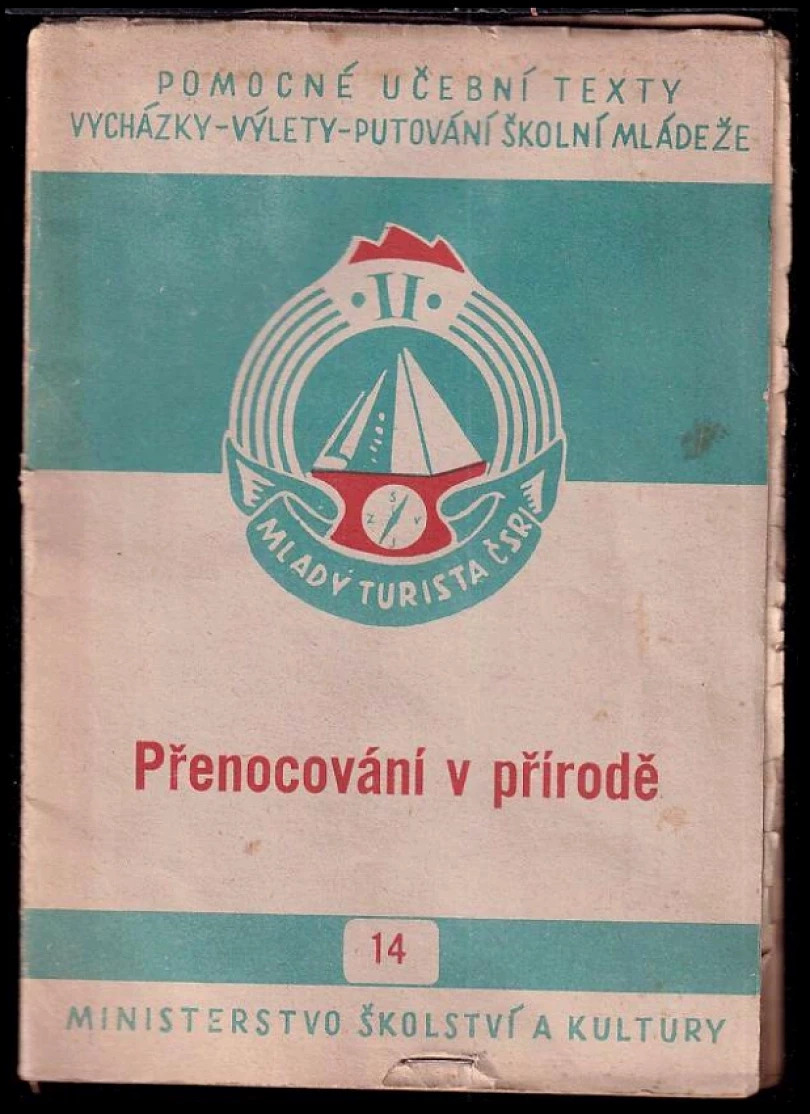 POMOCNÉ UČEBNÍ TEXTY
VYCHÁZKY-VÝLETY-PUTOVÁNÍ ŠKOLNÍ MLÁDEŽE
• II •
S
Z V
J
MLADÝ TURISTA ČSR
Přenocování v přírodě
14
MINISTERSTVO ŠKOLSTVÍ A KULTURY